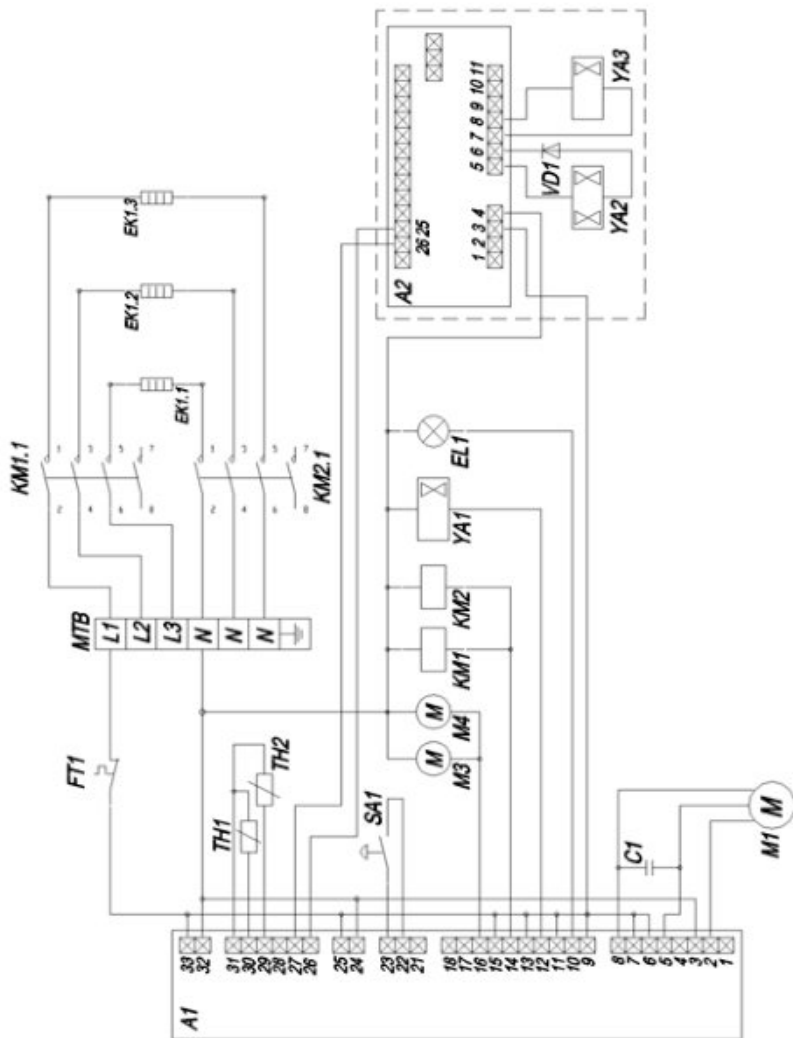 A1
33
32
31
30
29
28
27
26
25
24
23
22
21
18
17
16
15
14
13
12
11
10
9
8
7
6
5
4
3
2
1
FT1
TH1
TH2
SA1
C1
M1
M
M3
M
M4
M
KM1
KM2
YA1
EL1
MTB
L1
L2
L3
N
N
N
KM1.1
2
1
4
3
6
5
8
7
KM2.1
2
1
4
3
6
5
8
7
EK1.1
EK1.2
EK1.3
A2
26 25
1 2 3 4
5 6 7 8 9 10 11
VD1
YA2
YA3